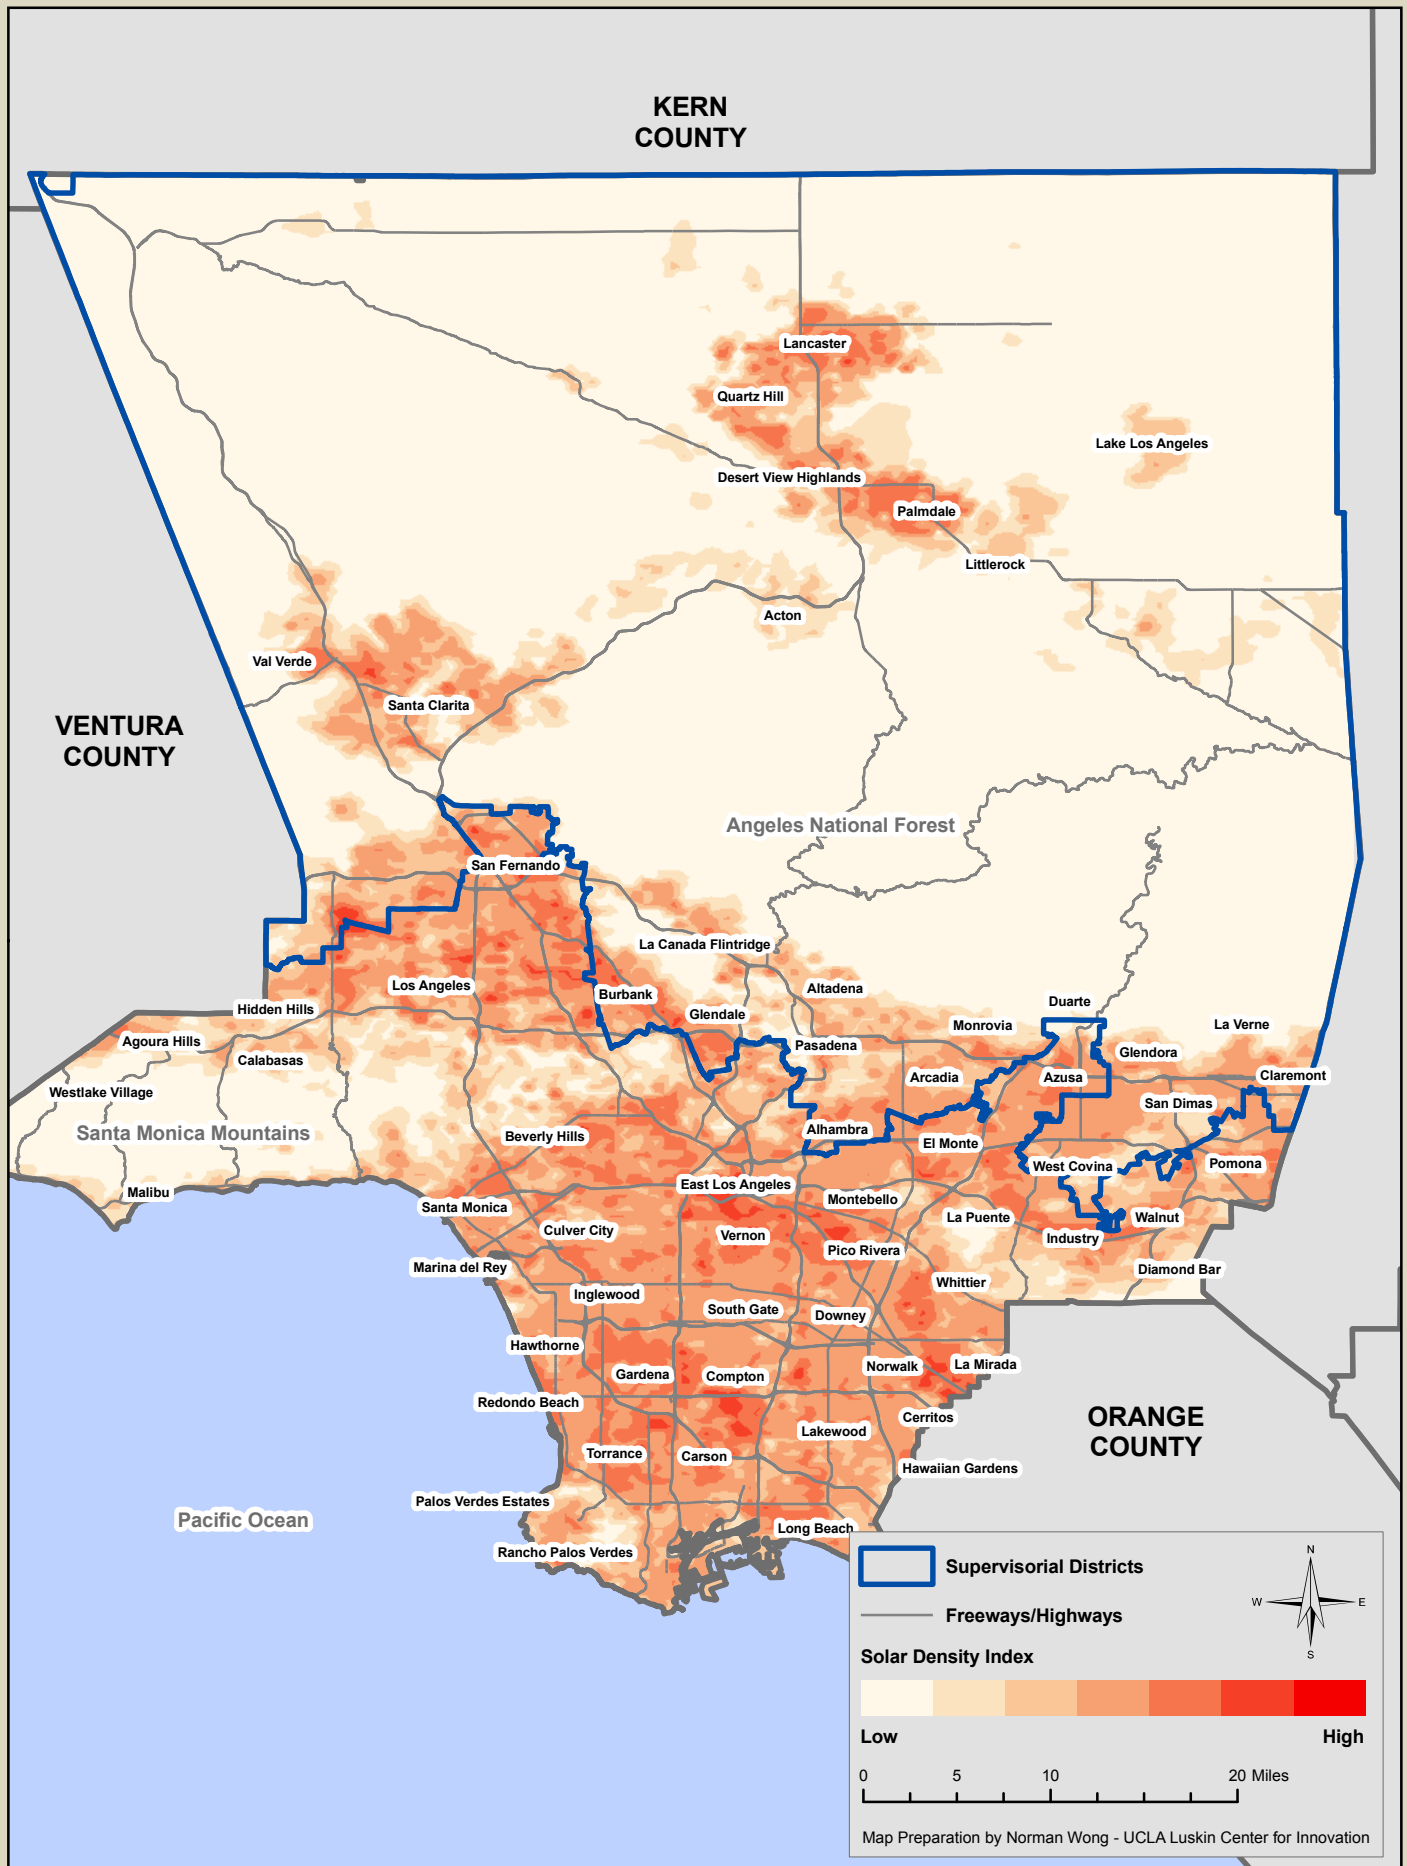 KERN
COUNTY
Lancaster
Quartz Hill
Lake Los Angeles
Desert View Highlands
Palmdale
Littlerock
Acton
Val Verde
Santa Clarita
VENTURA
COUNTY
Angeles National Forest
San Fernando
La Canada Flintridge
Los Angeles
Burbank
Altadena
Hidden Hills
Glendale
Duarte
Monrovia
La Verne
Agoura Hills
Calabasas
Pasadena
Glendora
Arcadia
Azusa
Claremont
Westlake Village
San Dimas
Santa Monica Mountains
Beverly Hills
Alhambra
El Monte
West Covina
Pomona
Malibu
East Los Angeles
Montebello
Santa Monica
La Puente
Walnut
Culver City
Vernon
Industry
Pico Rivera
Marina del Rey
Diamond Bar
Whittier
Inglewood
South Gate
Downey
Hawthorne
Norwalk
La Mirada
Gardena
Compton
Redondo Beach
Cerritos
ORANGE
COUNTY
Lakewood
Torrance
Carson
Hawaiian Gardens
Palos Verdes Estates
Pacific Ocean
Long Beach
Rancho Palos Verdes
Supervisorial Districts
Freeways/Highways
N
W E
S
Solar Density Index
Low High
0 5 10 20 Miles
Map Preparation by Norman Wong - UCLA Luskin Center for Innovation